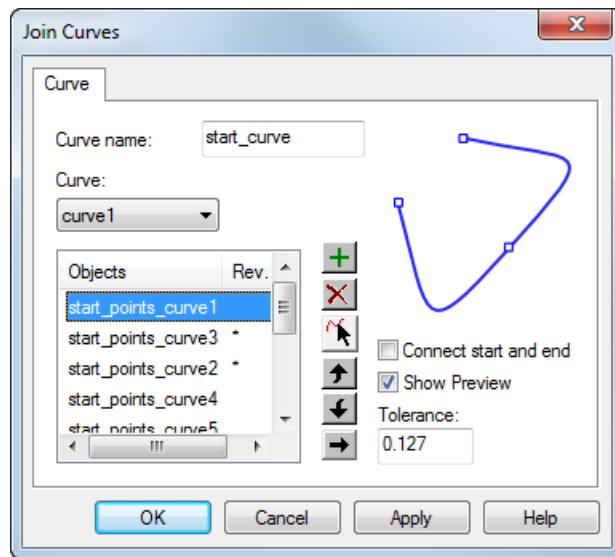 Join Curves
Curve
Curve name: start_curve
Curve:
curve1
Objects Rev.
start_points_curve1
start_points_curve3 *
start_points_curve2 *
start_points_curve4
start_points_curve5
Connect start and end
Show Preview
Tolerance:
0.127
OK Cancel Apply Help